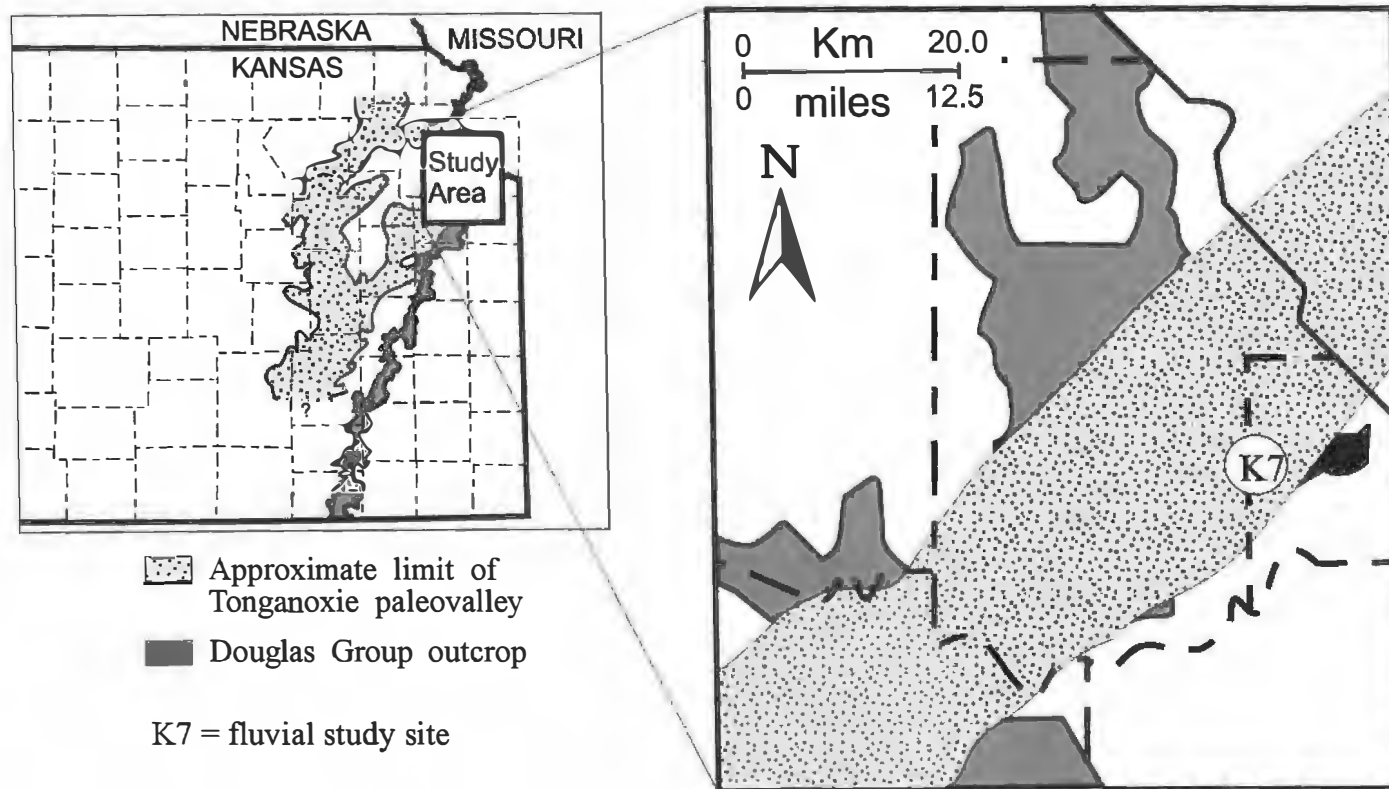 NEBRASKA
MISSOURI
KANSAS
Study
Area
?
Approximate limit of
Tonganoxie paleovalley
Douglas Group outcrop
K7 = fluvial study site
0 Km 20.0
0 miles 12.5
N
K7